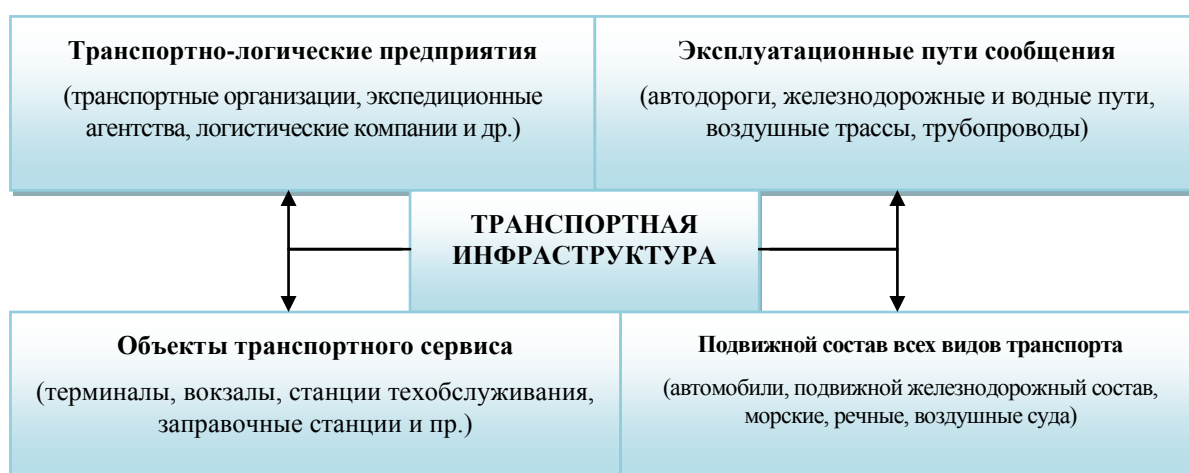 Транспортно-логические предприятия
(транспортные организации, экспедиционные
агентства, логистические компании и др.)
Эксплуатационные пути сообщения
(автодороги, железнодорожные и водные пути,
воздушные трассы, трубопроводы)
ТРАНСПОРТНАЯ
ИНФРАСТРУКТУРА
Объекты транспортного сервиса
(терминалы, вокзалы, станции техобслуживания,
заправочные станции и пр.)
Подвижной состав всех видов транспорта
(автомобили, подвижной железнодорожный состав,
морские, речные, воздушные суда)